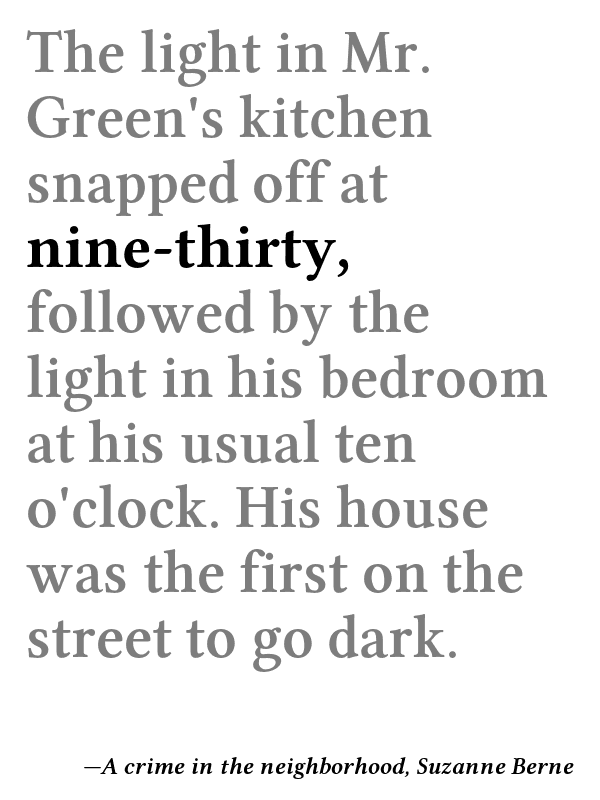 The light in Mr.
Green's kitchen
snapped off at
nine-thirty,
followed by the
light in his bedroom
at his usual ten
o'clock. His house
was the first on the
street to go dark.
—A crime in the neighborhood, Suzanne Berne